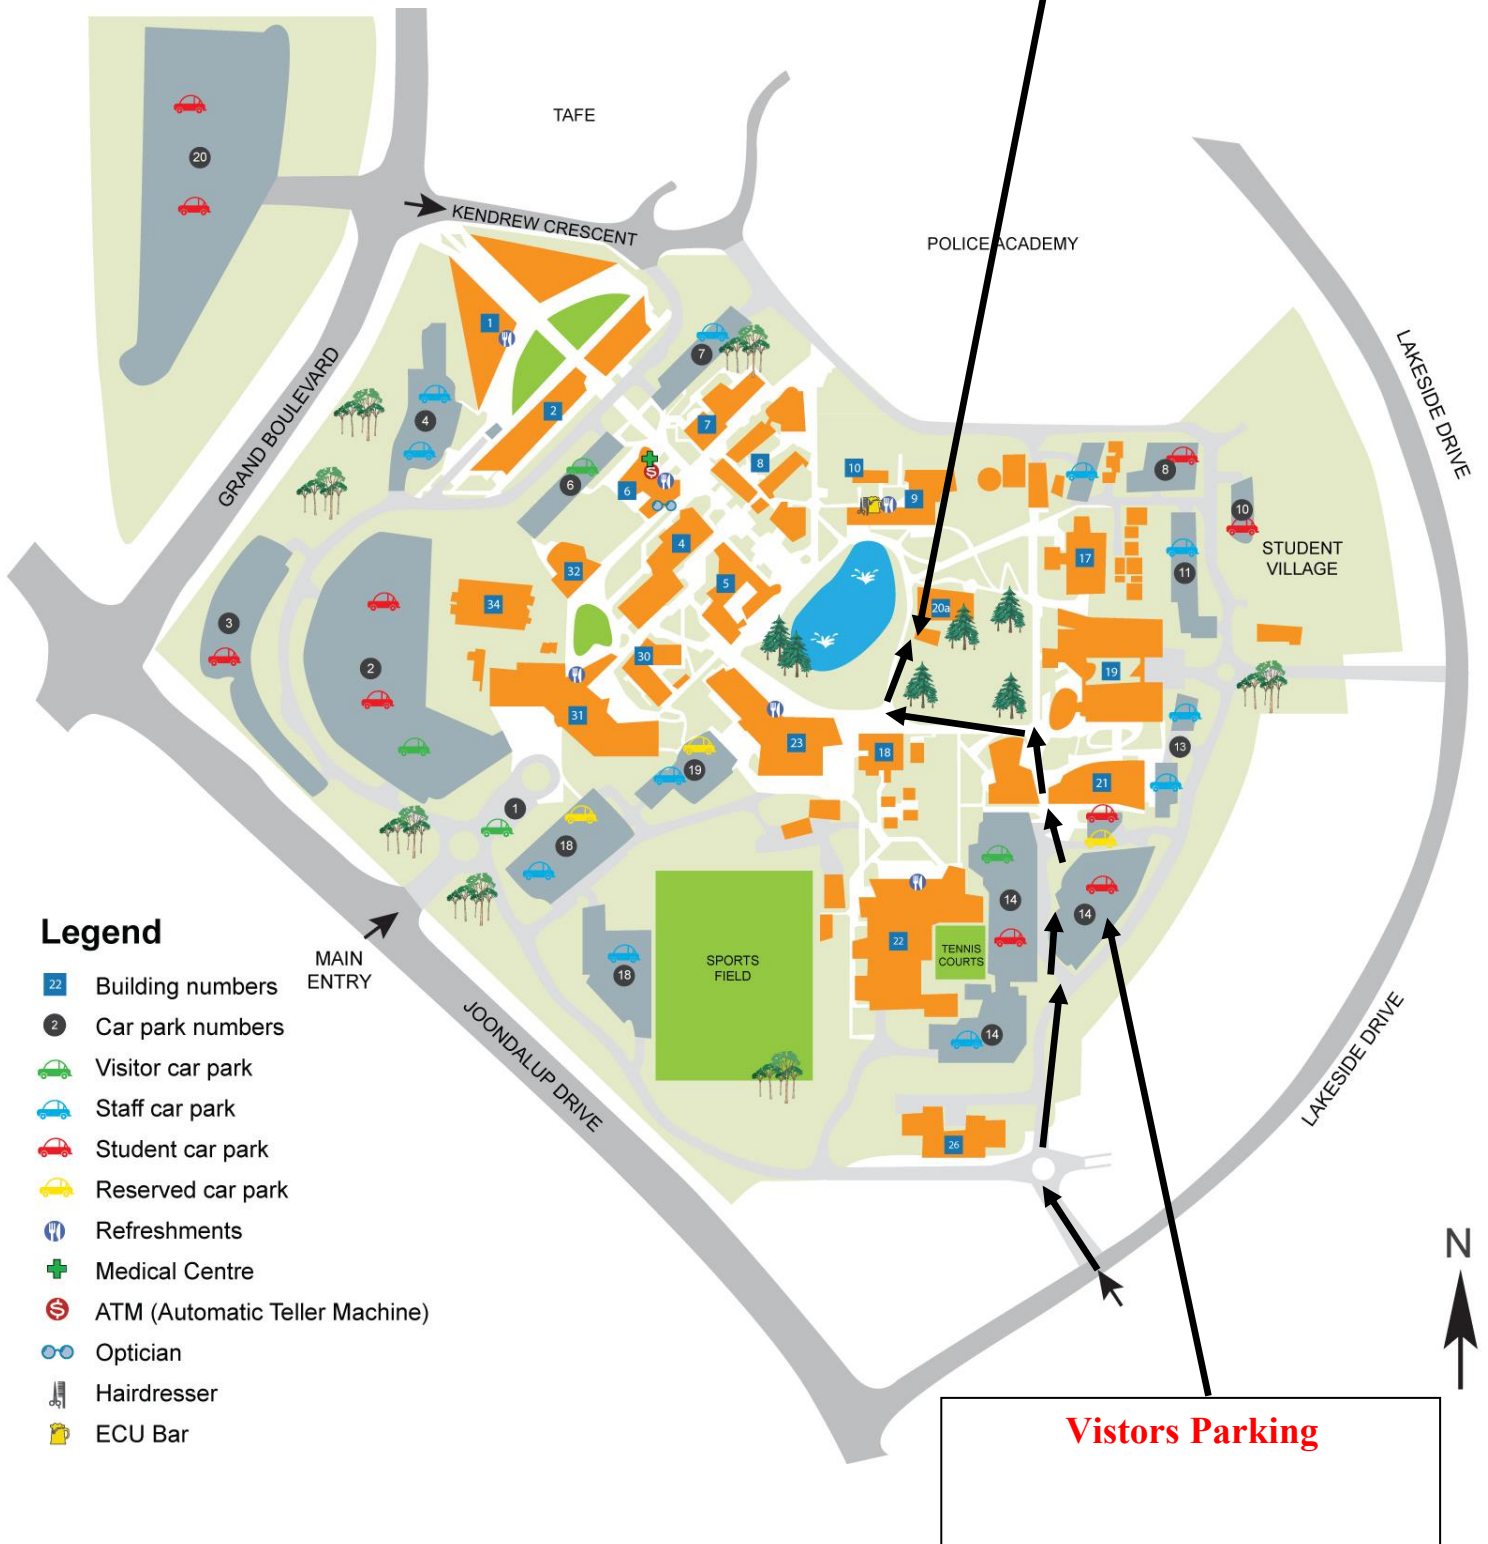 TAFE
20
KENDREW CRESCENT
POLICE ACADEMY
LAKESIDE DRIVE
GRAND BOULEVARD
1
7
4
2
7
8
10
9
8
10
6
6
STUDENT
VILLAGE
4
17
11
32
5
34
20a
3
30
19
2
31
23
18
13
19
21
1
18
14
14
Legend
MAIN
ENTRY
22
TENNIS
COURTS
SPORTS
FIELD
18
14
JOONDALUP DRIVE
LAKESIDE DRIVE
26
22
Building numbers
2
Car park numbers
Visitor car park
Staff car park
Student car park
Reserved car park
Refreshments
Medical Centre
$
ATM (Automatic Teller Machine)
Optician
Hairdresser
ECU Bar
N
Vistors Parking